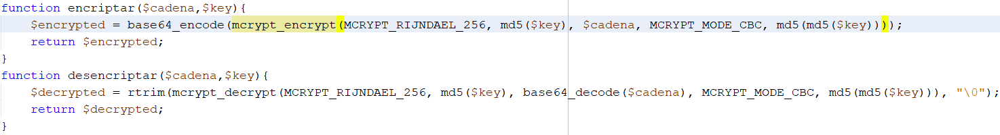 function encriptar($cadena,$key){
    $encrypted = base64_encode(mcrypt_encrypt(MCRYPT_RIJNDAEL_256, md5($key), $cadena, MCRYPT_MODE_CBC, md5(md5($key))));
    return $encrypted;
}
function desencriptar($cadena,$key){
    $decrypted = rtrim(mcrypt_decrypt(MCRYPT_RIJNDAEL_256, md5($key), base64_decode($cadena), MCRYPT_MODE_CBC, md5(md5($key))), "\0");
    return $decrypted;
}